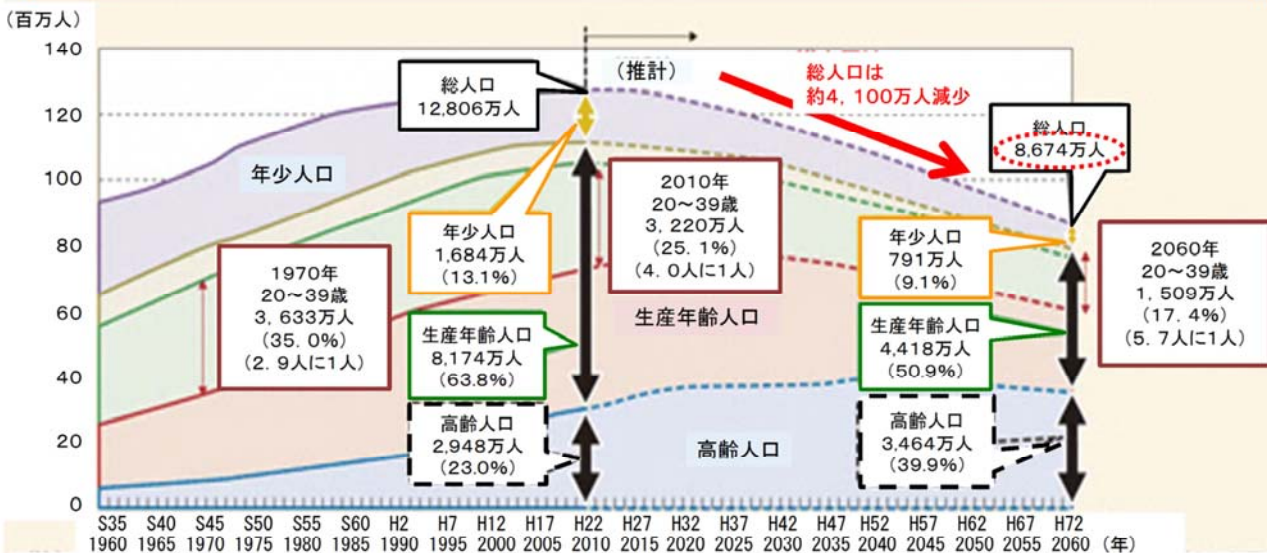 （百万人）
140
120
100
80
60
40
20
0
（推計）
総人口は
約4，100万人減少
総人口
12,806万人
総人口
8,674万人
年少人口
年少人口
1,684万人
(13.1%)
2010年
20～39歳
3，220万人
(25.1%)
(4．0人に1人)
1970年
20～39歳
3，633万人
(35.0%)
(2．9人に1人)
年少人口
791万人
(9.1%)
2060年
20～39歳
1，509万人
(17.4%)
(5．7人に1人)
生産年齢人口
8,174万人
(63.8%)
生産年齢人口
生産年齢人口
4,418万人
(50.9%)
高齢人口
2,948万人
(23.0%)
高齢人口
高齢人口
3,464万人
(39.9%)
S35 S40 S45 S50 S55 S60 H2 H7 H12 H17 H22 H27 H32 H37 H42 H47 H52 H57 H62 H67 H72
1960 1965 1970 1975 1980 1985 1990 1995 2000 2005 2010 2015 2020 2025 2030 2035 2040 2045 2050 2055 2060 （年）